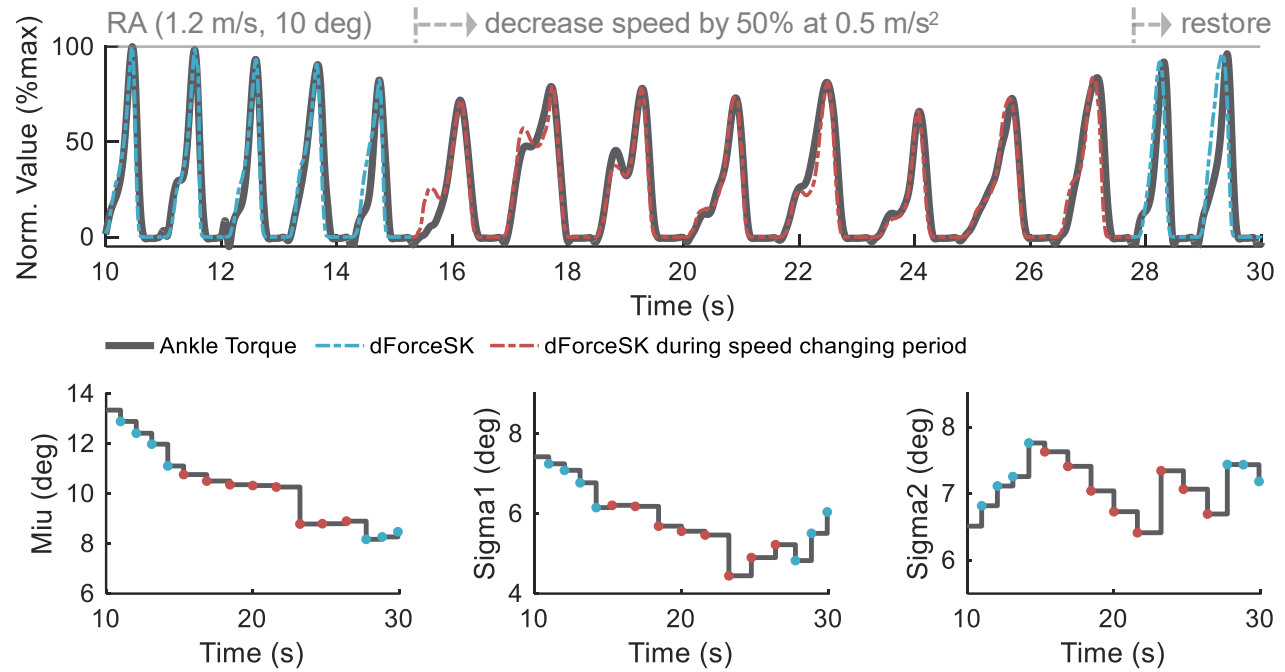 RA (1.2 m/s, 10 deg) decrease speed by 50% at 0.5 m/s² restore
Norm. Value (%max)
100
50
0
10 12 14 16 18 20 22 24 26 28 30
Time (s)
Ankle Torque dForceSK dForceSK during speed changing period
Miu (deg)
14
12
10
8
6
10 20 30
Time (s)
Sigma1 (deg)
8
6
4
10 20 30
Time (s)
Sigma2 (deg)
8
7
6
10 20 30
Time (s)